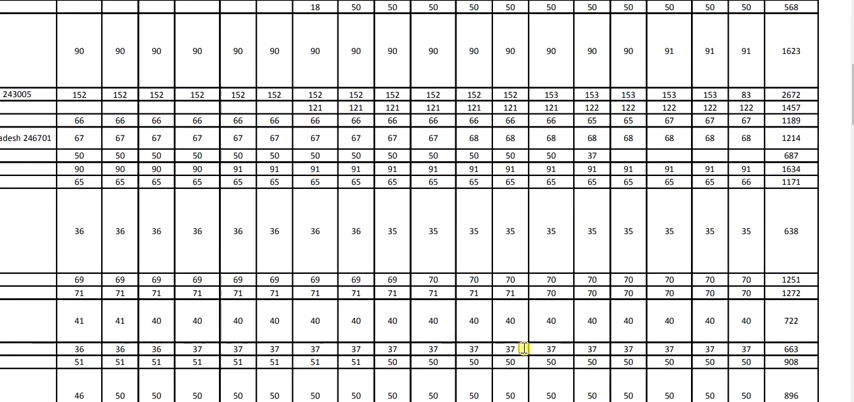 18 50 50 50 50 50 50 50 50 50 50 50 568
90 90 90 90 90 90 90 90 90 90 90 90 90 90 90 91 91 91 1623
243005 152 152 152 152 152 152 152 152 152 152 152 152 153 153 153 153 153 83 2672
121 121 121 121 121 121 121 122 122 122 122 122 1457
66 66 66 66 66 66 66 66 66 66 66 66 66 65 65 67 67 67 1189
adesh 246701 67 67 67 67 67 67 67 67 67 67 68 68 68 68 68 68 68 68 1214
50 50 50 50 50 50 50 50 50 50 50 50 50 37 687
90 90 90 90 91 91 91 91 91 91 91 91 91 91 91 91 91 91 1634
65 65 65 65 65 65 65 65 65 65 65 65 65 65 65 65 65 66 1171
36 36 36 36 36 36 36 36 35 35 35 35 35 35 35 35 35 35 638
69 69 69 69 69 69 69 69 69 70 70 70 70 70 70 70 70 70 1251
71 71 71 71 71 71 71 71 71 71 71 71 70 70 70 70 70 70 1272
41 41 40 40 40 40 40 40 40 40 40 40 40 40 40 40 40 40 722
36 36 36 37 37 37 37 37 37 37 37 37 37 37 37 37 37 37 663
51 51 51 51 51 51 51 51 50 50 50 50 50 50 50 50 50 50 908
46 50 50 50 50 50 50 50 50 50 50 50 50 50 50 50 50 50 896